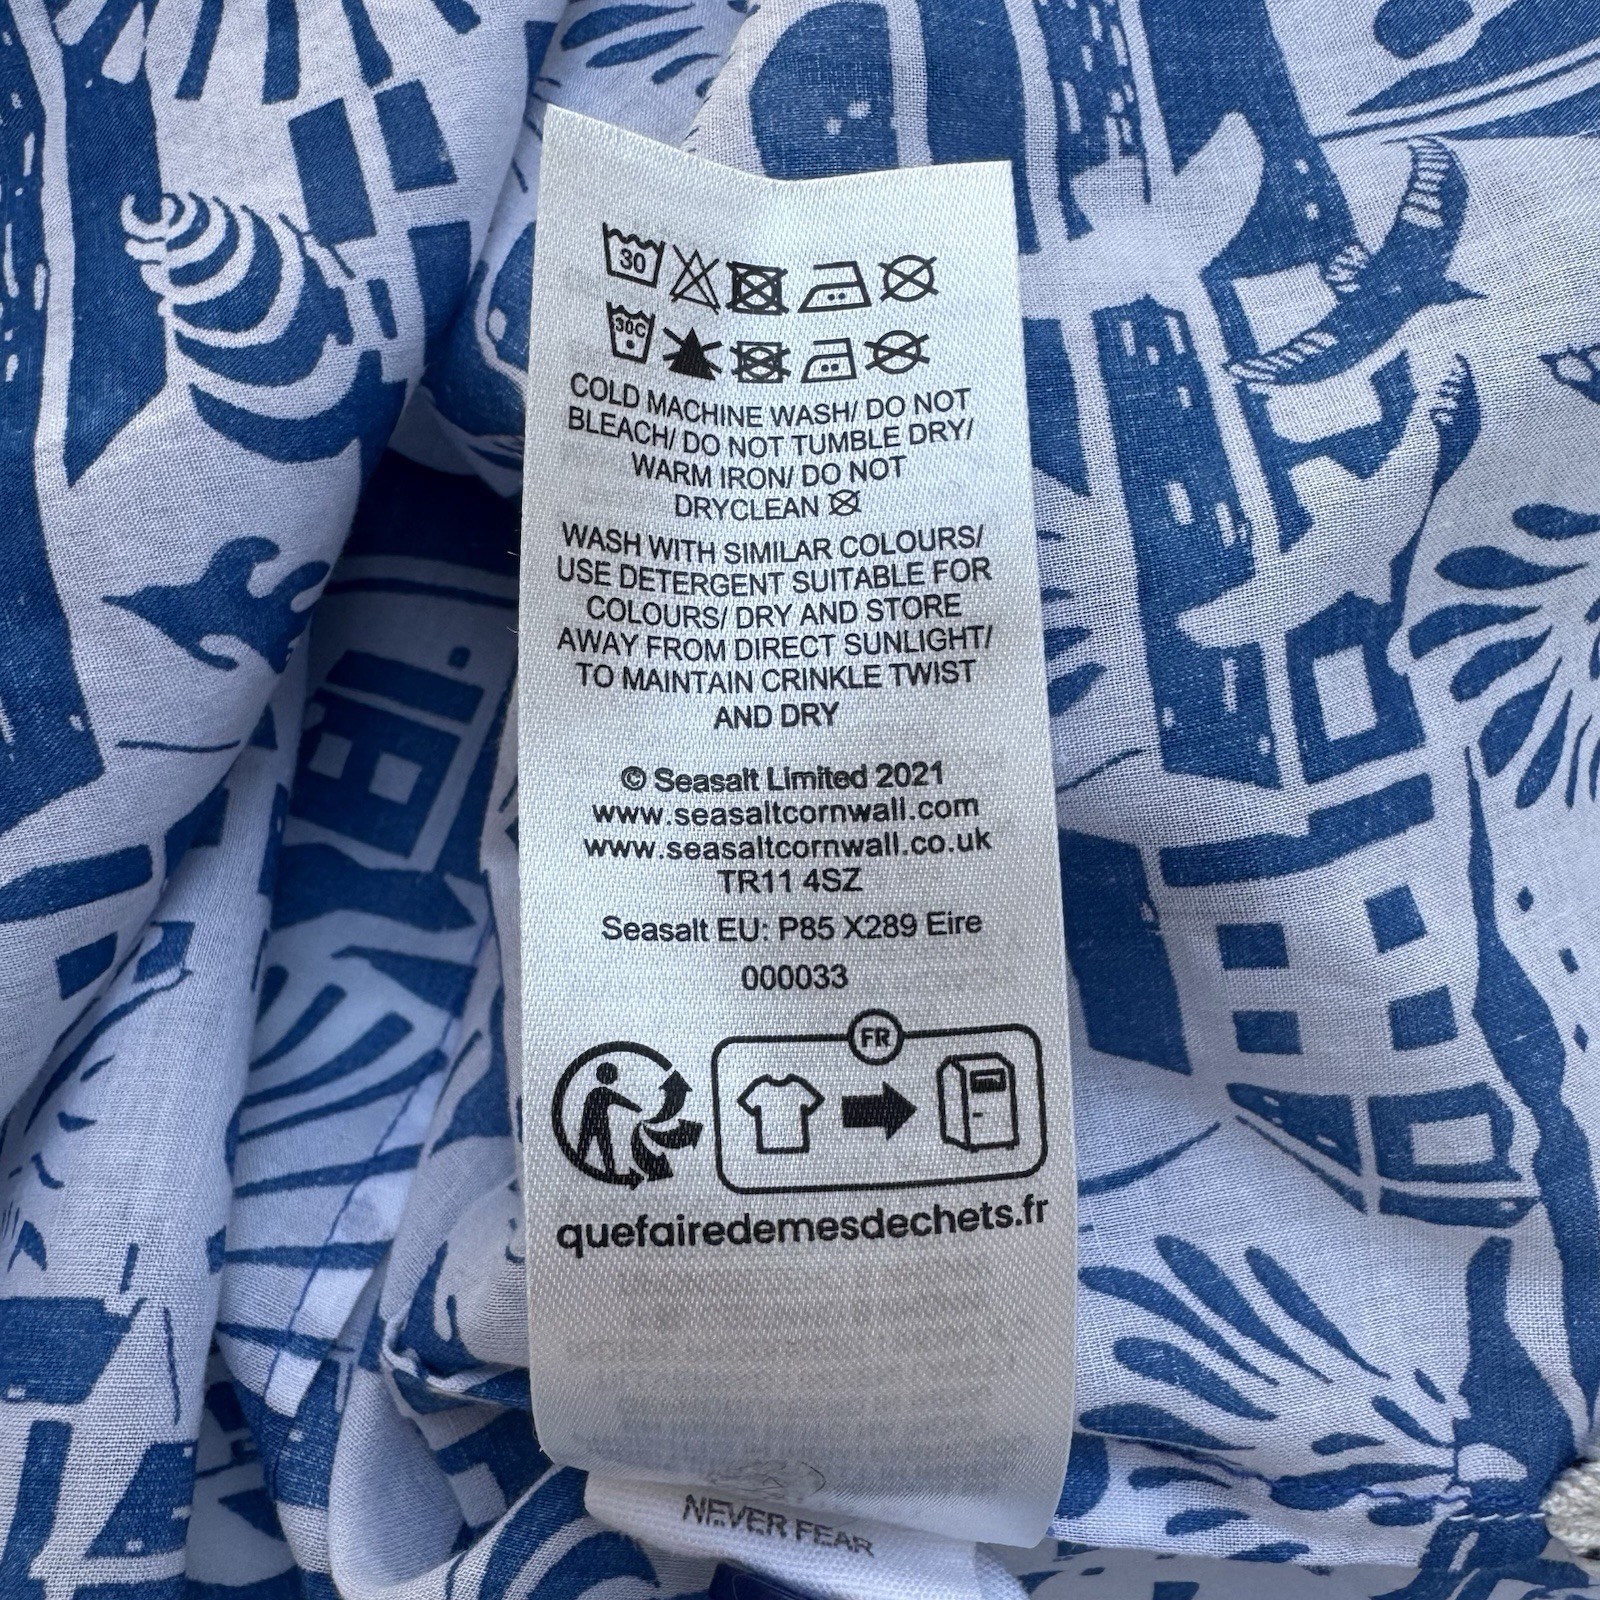 30
30C
COLD MACHINE WASH/ DO NOT
BLEACH/ DO NOT TUMBLE DRY/
WARM IRON/ DO NOT
DRYCLEAN
WASH WITH SIMILAR COLOURS/
USE DETERGENT SUITABLE FOR
COLOURS/ DRY AND STORE
AWAY FROM DIRECT SUNLIGHT/
TO MAINTAIN CRINKLE TWIST
AND DRY
© Seasalt Limited 2021
www.seasaltcornwall.com
www.seasaltcornwall.co.uk
TR11 4SZ
Seasalt EU: P85 X289 Eire
000033
FR
quefairedemesdechets.fr
NEVER FEAR